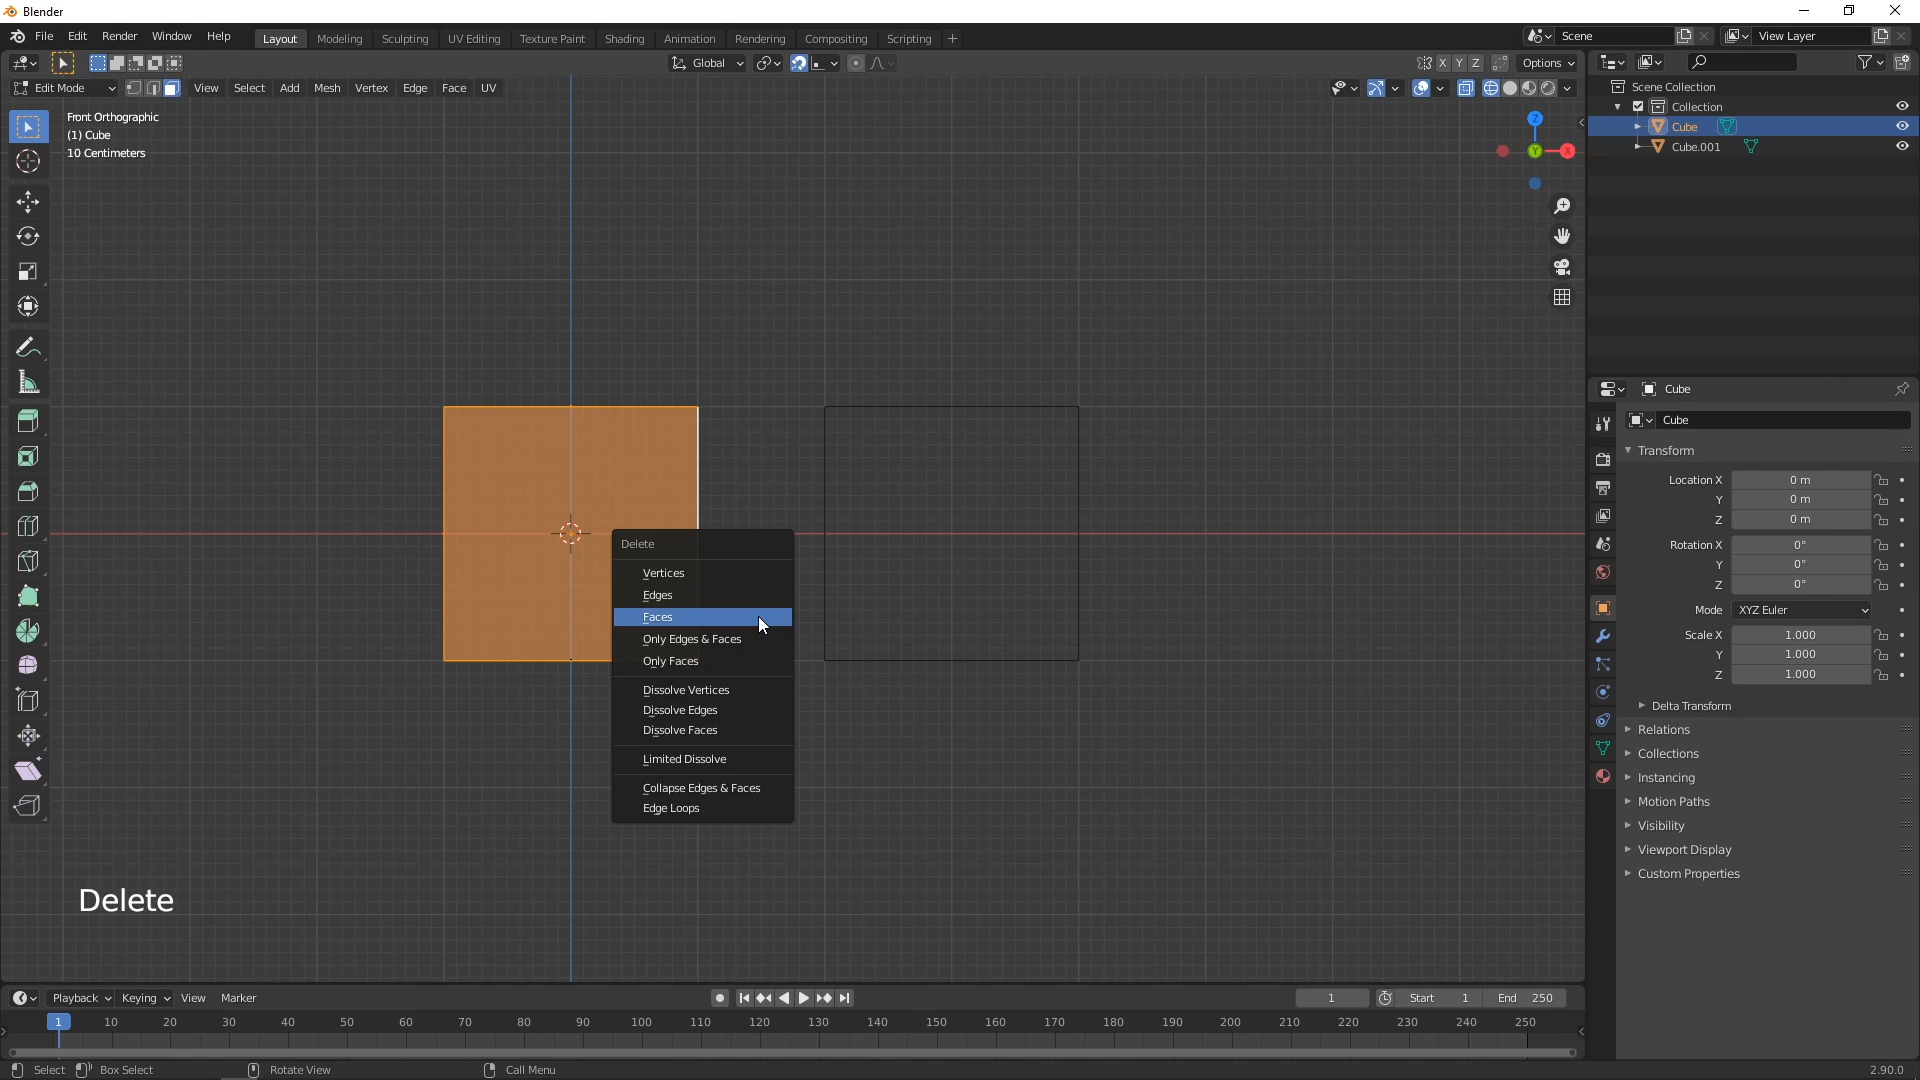 Blender
File Edit Render Window Help Layout Modeling Sculpting UV Editing Texture Paint Shading Animation Rendering Compositing Scripting + Scene View Layer
Global X Y Z Options
Edit Mode View Select Add Mesh Vertex Edge Face UV
Front Orthographic
(1) Cube
10 Centimeters
Z
Y
X
Delete
Vertices
Edges
Faces
Only Edges & Faces
Only Faces
Dissolve Vertices
Dissolve Edges
Dissolve Faces
Limited Dissolve
Collapse Edges & Faces
Edge Loops
Delete
Scene Collection
Collection
Cube
Cube.001
Cube
Cube
Transform
Location X 0 m
Y 0 m
Z 0 m
Rotation X 0°
Y 0°
Z 0°
Mode XYZ Euler
Scale X 1.000
Y 1.000
Z 1.000
Delta Transform
Relations
Collections
Instancing
Motion Paths
Visibility
Viewport Display
Custom Properties
Playback Keying View Marker 1 Start 1 End 250
1 10 20 30 40 50 60 70 80 90 100 110 120 130 140 150 160 170 180 190 200 210 220 230 240 250
Select Box Select Rotate View Call Menu 2.90.0